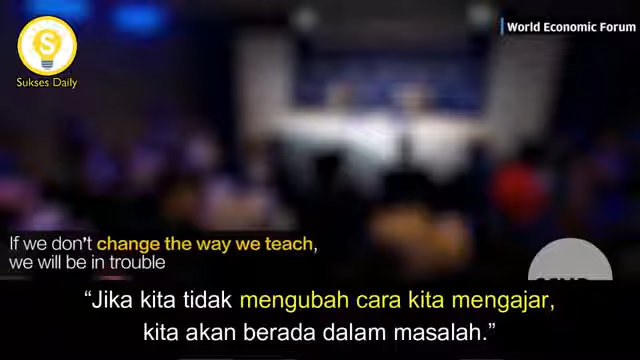 S
Sukses Daily
World Economic Forum
If we don't change the way we teach,
we will be in trouble
“Jika kita tidak mengubah cara kita mengajar,
kita akan berada dalam masalah.”